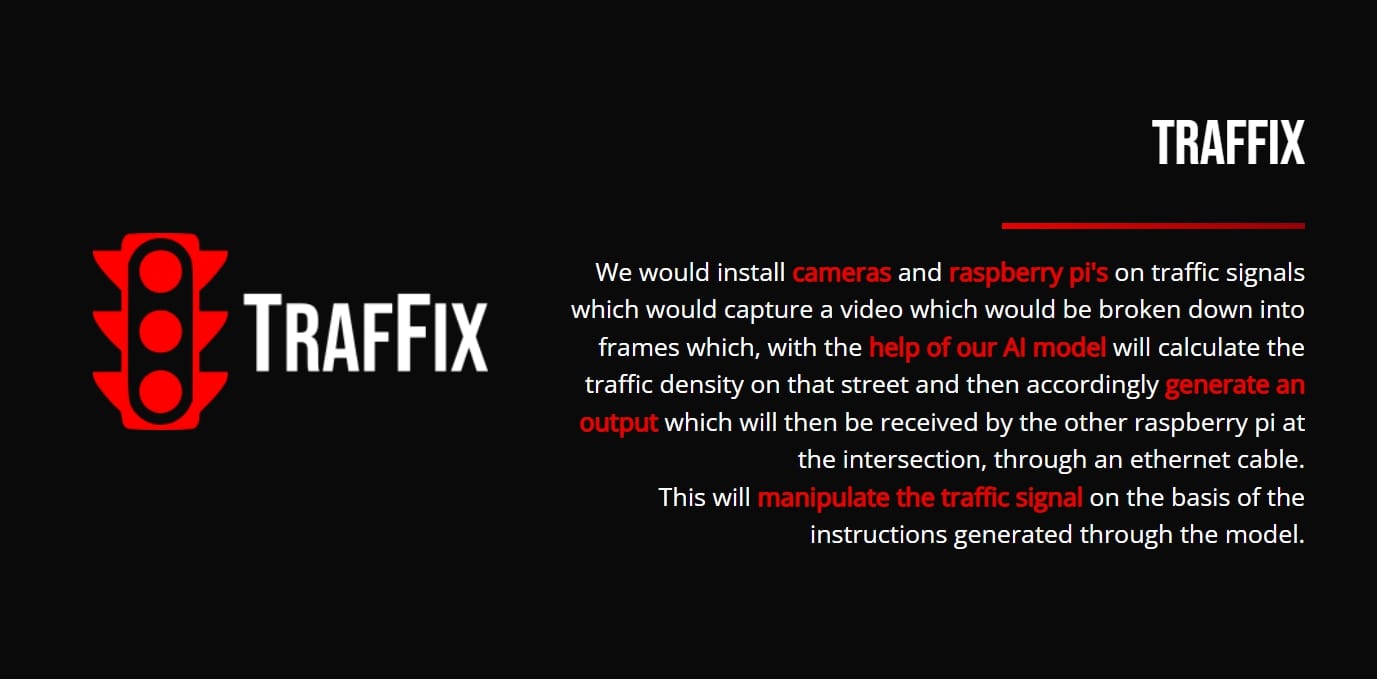 TRAFFIX
TRAFFIX
We would install cameras and raspberry pi's on traffic signals
which would capture a video which would be broken down into
frames which, with the help of our AI model will calculate the
traffic density on that street and then accordingly generate an
output which will then be received by the other raspberry pi at
the intersection, through an ethernet cable.
This will manipulate the traffic signal on the basis of the
instructions generated through the model.